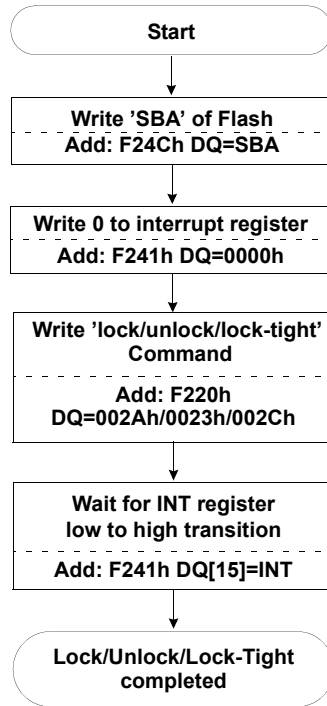 Start
Write ’SBA’ of Flash
Add: F24Ch DQ=SBA
Write 0 to interrupt register
Add: F241h DQ=0000h
Write ’lock/unlock/lock-tight’
Command
Add: F220h
DQ=002Ah/0023h/002Ch
Wait for INT register
low to high transition
Add: F241h DQ[15]=INT
Lock/Unlock/Lock-Tight
completed